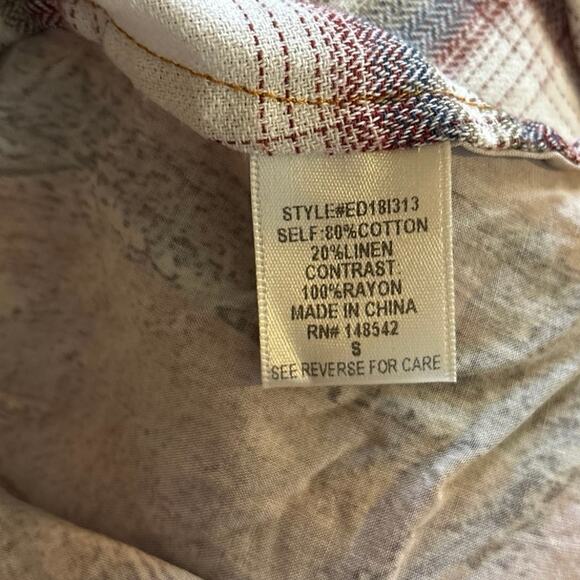 STYLE#ED18I313
SELF:80%COTTON
20%LINEN
CONTRAST:
100%RAYON
MADE IN CHINA
RN# 148542
S
SEE REVERSE FOR CARE